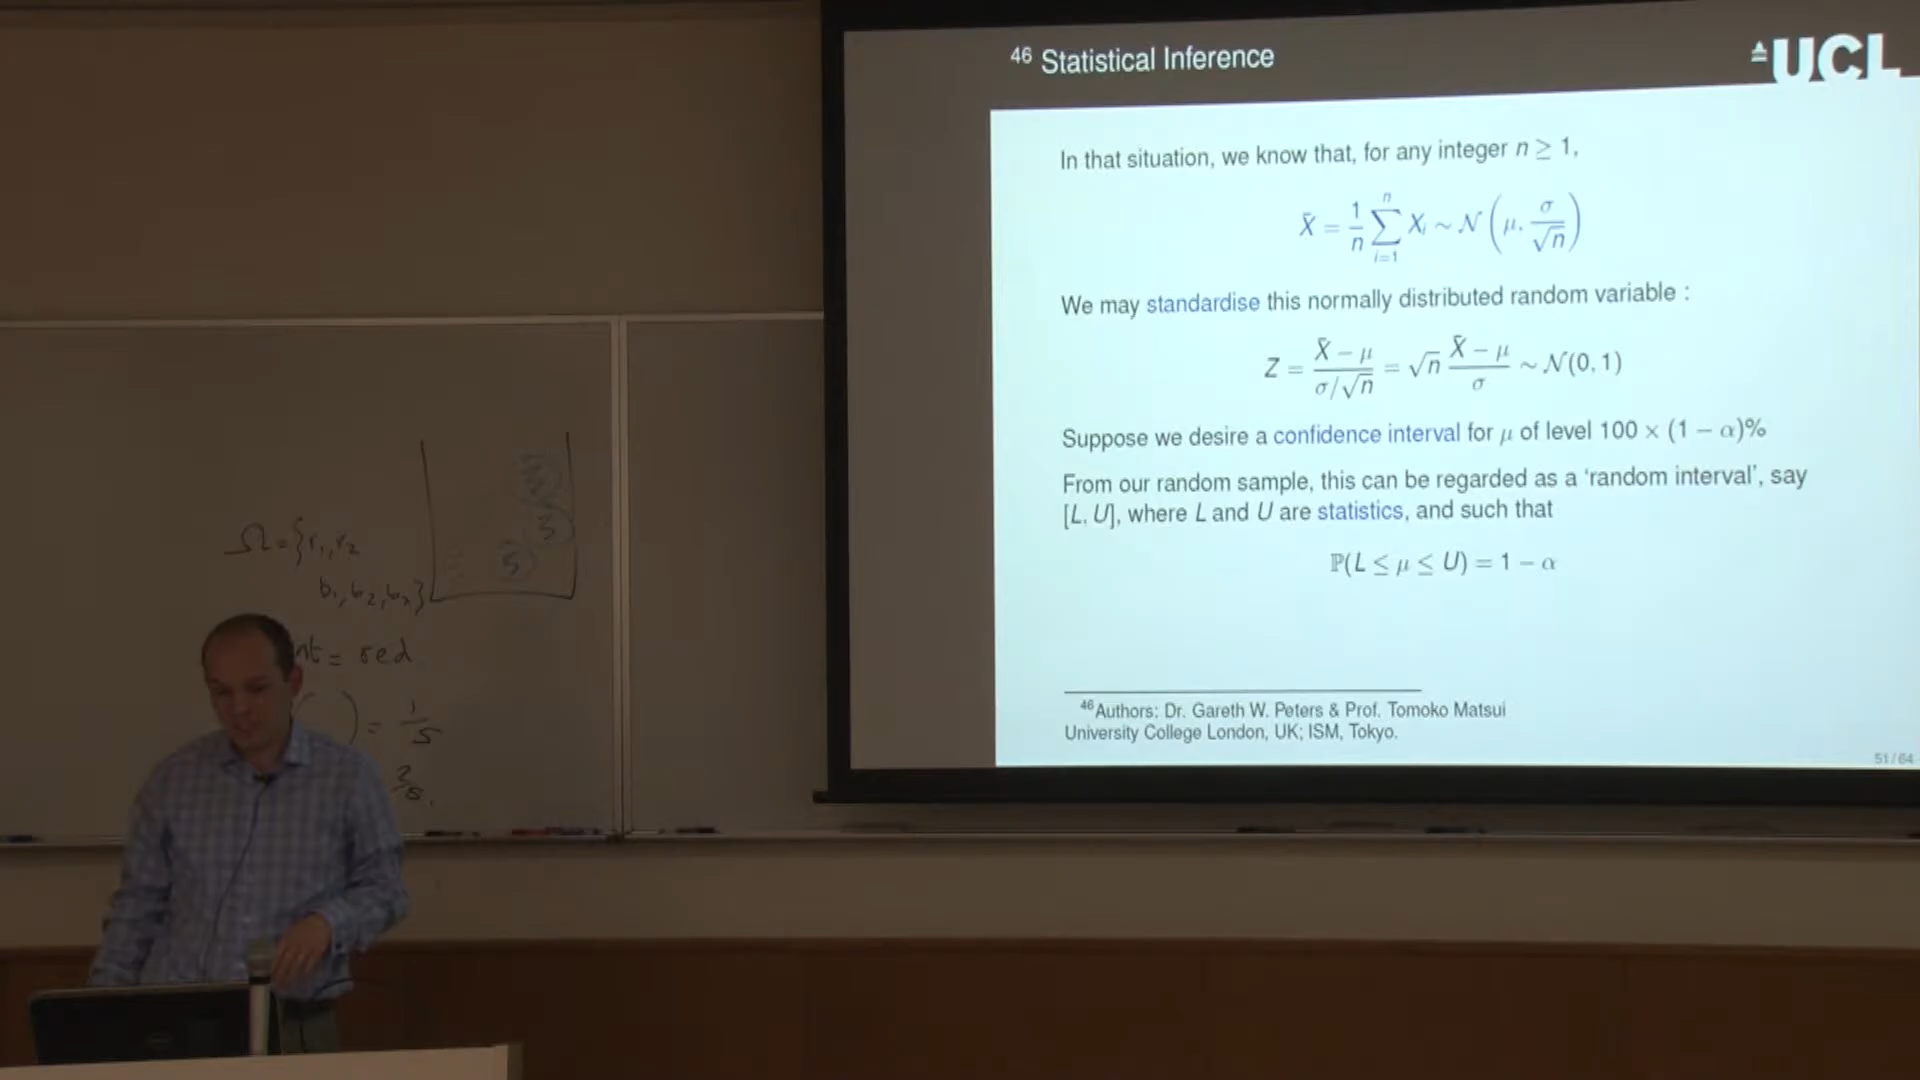 46 Statistical Inference
UCL
In that situation, we know that, for any integer n ≥ 1,
X̄ = 1/n ∑_{i=1}^{n} X_i ~ N(μ, σ/√n)
We may standardise this normally distributed random variable :
Z = (X̄ − μ)/(σ/√n) = √n (X̄ − μ)/σ ~ N(0, 1)
Suppose we desire a confidence interval for μ of level 100 × (1 − α)%
From our random sample, this can be regarded as a ‘random interval’, say
[L, U], where L and U are statistics, and such that
ℙ(L ≤ μ ≤ U) = 1 − α
46 Authors: Dr. Gareth W. Peters & Prof. Tomoko Matsui
University College London, UK; ISM, Tokyo.
51/64
Ω = {r1, r2
b1, b2, b3}
nt = red
( ) = 1/5